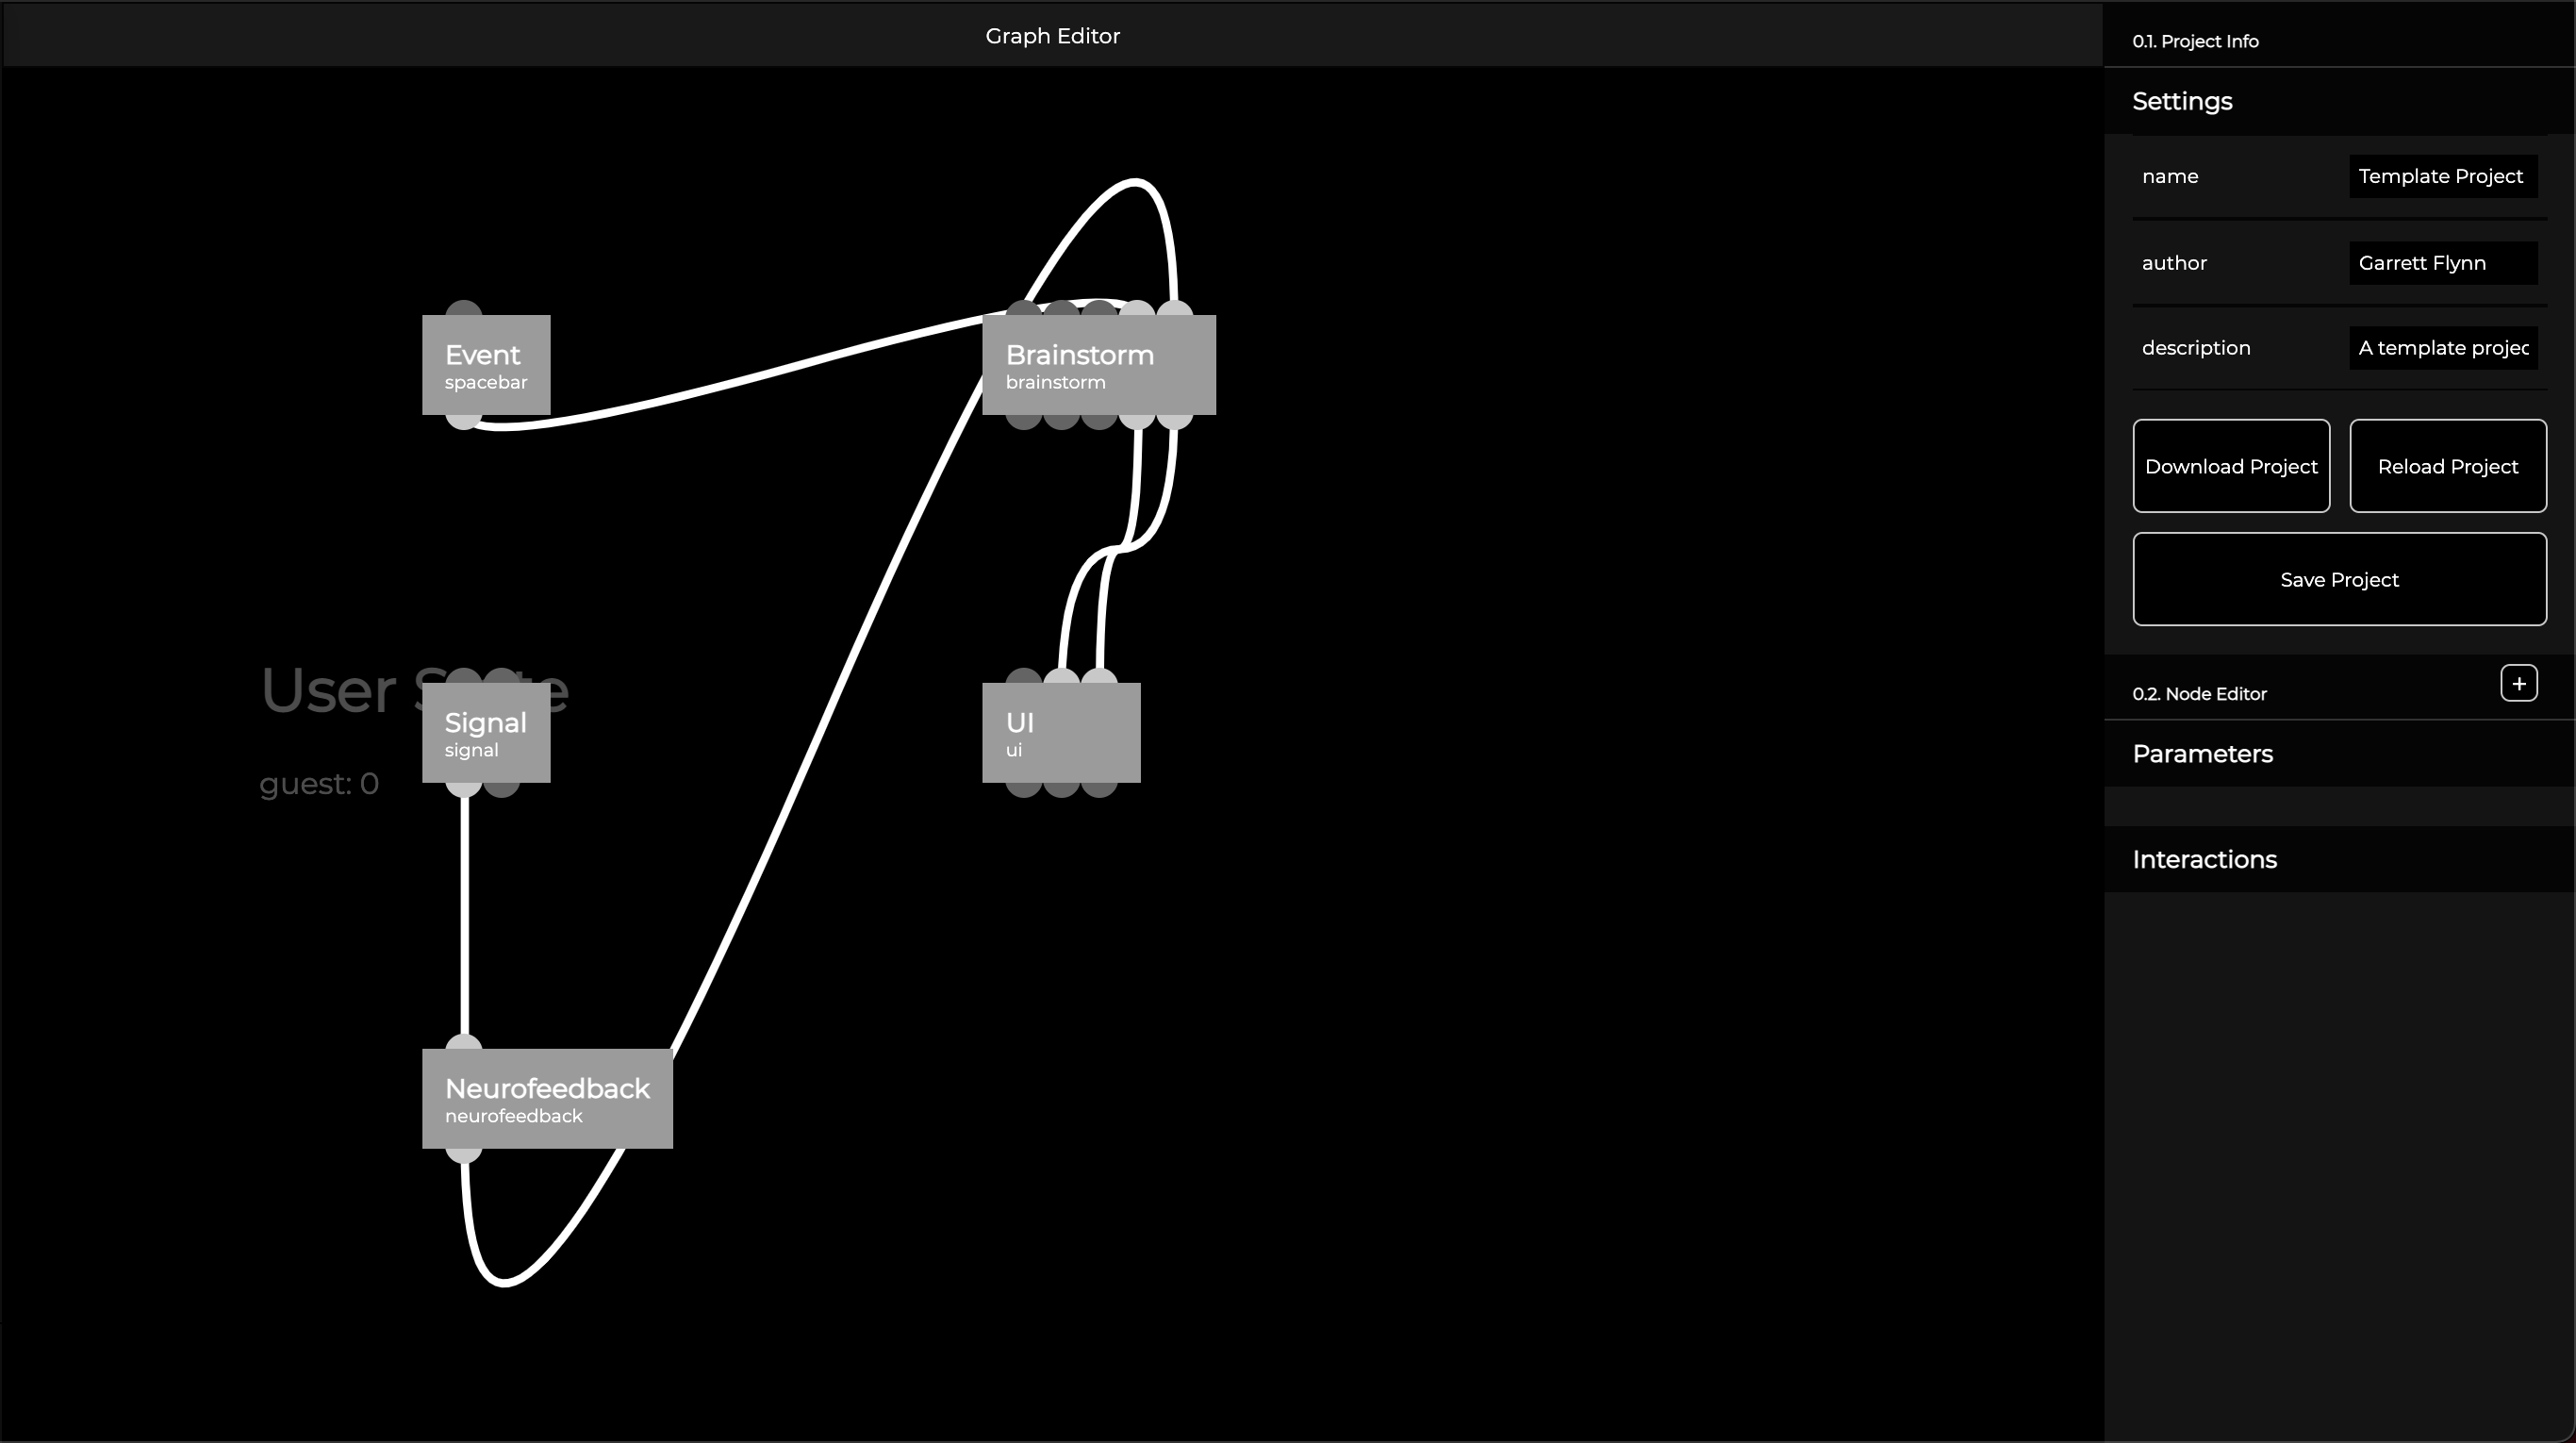 Graph Editor
Event
spacebar
Brainstorm
brainstorm
User
Signal
signal
guest: 0
UI
ui
Neurofeedback
neurofeedback
0.1. Project Info
Settings
name
Template Project
author
Garrett Flynn
description
A template projec
Download Project
Reload Project
Save Project
0.2. Node Editor
+
Parameters
Interactions